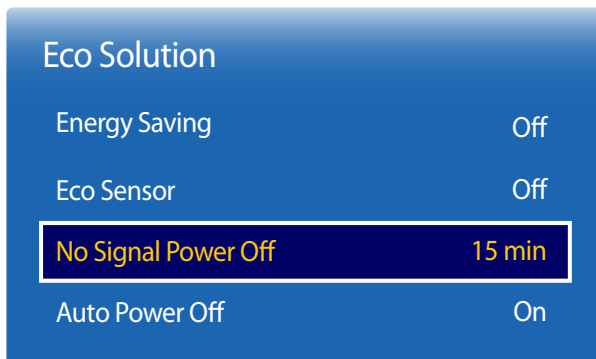 Eco Solution
Energy Saving Off
Eco Sensor Off
No Signal Power Off 15 min
Auto Power Off On